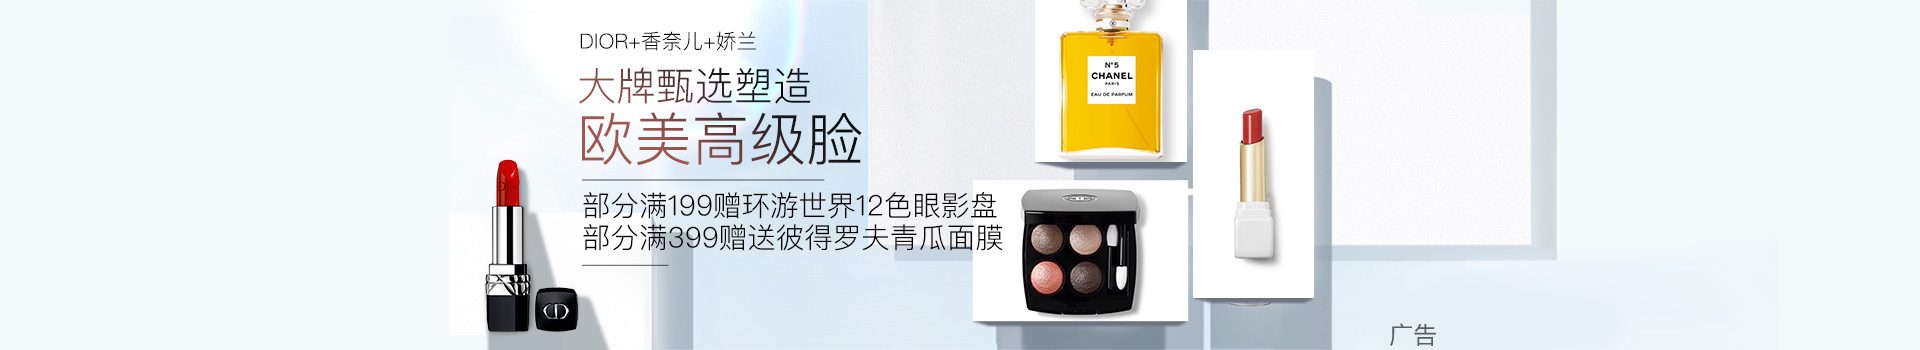 DIOR+香奈儿+娇兰
大牌甄选塑造
欧美高级脸
部分满199赠环游世界12色眼影盘
部分满399赠送彼得罗夫青瓜面膜
N°5
CHANEL
PARIS
EAU DE PARFUM
广告